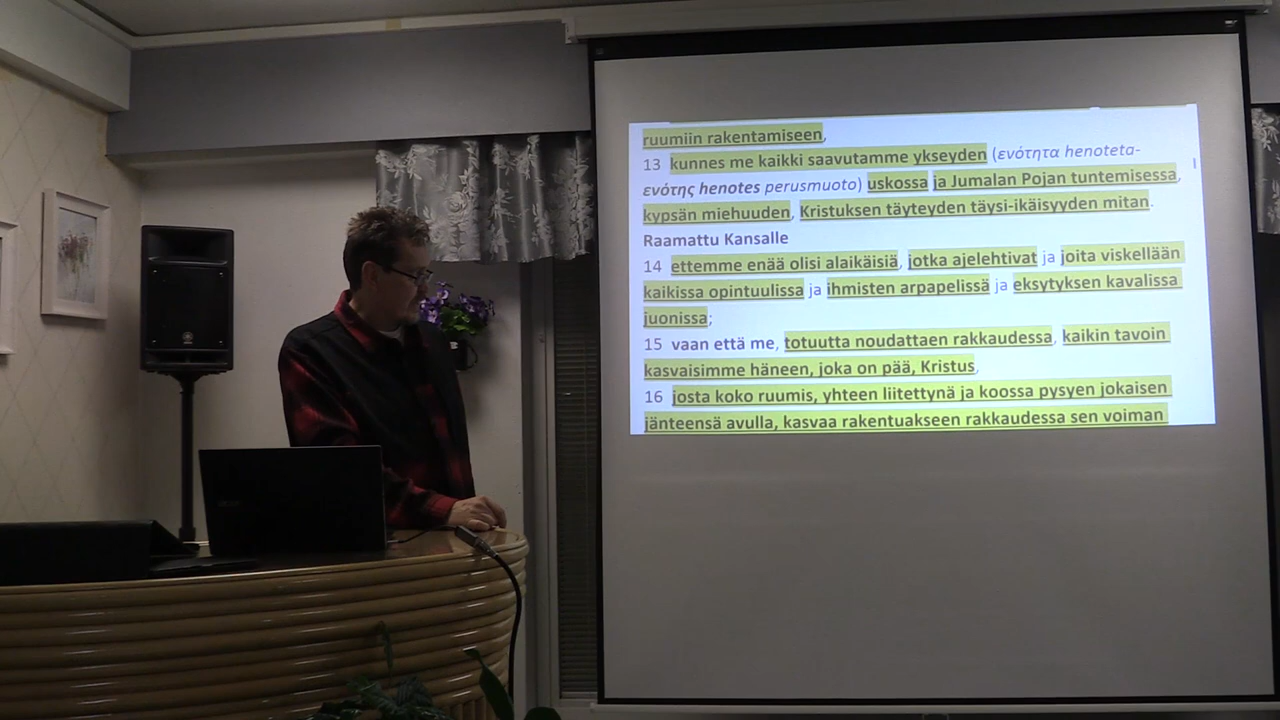 ruumiin rakentamiseen,
13 kunnes me kaikki saavutamme ykseyden (ενότητα henoteta-
ενότης henotes perusmuoto) uskossa ja Jumalan Pojan tuntemisessa,
kypsän miehuuden, Kristuksen täyteyden täysi-ikäisyyden mitan.
Raamattu Kansalle
14 ettemme enää olisi alaikäisiä, jotka ajelehtivat ja joita viskellään
kaikissa opintuulissa ja ihmisten arpapelissä ja eksytyksen kavalissa
juonissa;
15 vaan että me, totuutta noudattaen rakkaudessa, kaikin tavoin
kasvaisimme häneen, joka on pää, Kristus,
16 josta koko ruumis, yhteen liitettynä ja koossa pysyen jokaisen
jänteensä avulla, kasvaa rakentuakseen rakkaudessa sen voiman